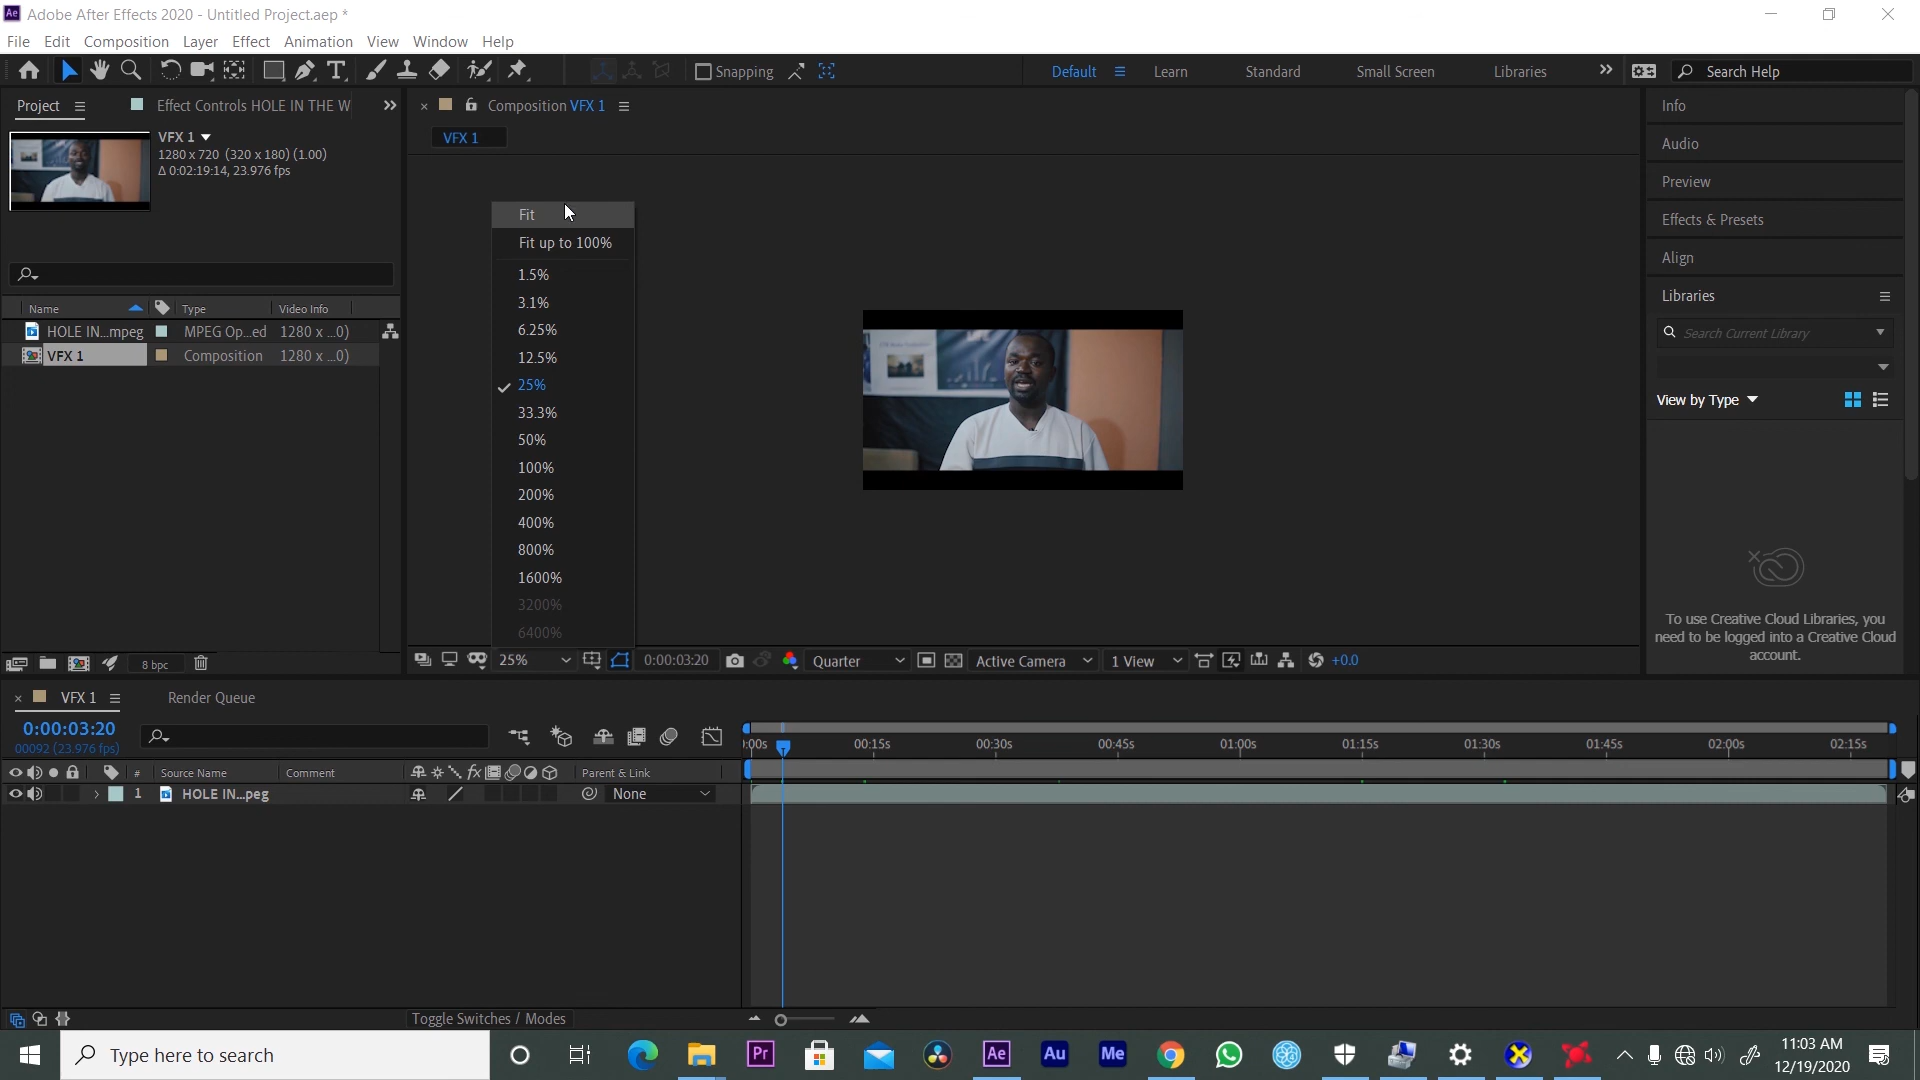 Adobe After Effects 2020 - Untitled Project.aep *
File Edit Composition Layer Effect Animation View Window Help
Snapping
Default Learn Standard Small Screen Libraries
Search Help
Project
Effect Controls HOLE IN THE W
Composition VFX 1
VFX 1
VFX 1
1280 x 720 (320 x 180) (1.00)
Δ 0:02:19:14, 23.976 fps
Name Type Video Info
HOLE IN...mpeg MPEG Op...ed 1280 x ...0)
VFX 1 Composition 1280 x ...0)
8 bpc
Fit
Fit up to 100%
1.5%
3.1%
6.25%
12.5%
25%
33.3%
50%
100%
200%
400%
800%
1600%
3200%
6400%
25% 0:00:03:20 Quarter Active Camera 1 View +0.0
Info
Audio
Preview
Effects & Presets
Align
Libraries
Search Current Library
View by Type
To use Creative Cloud Libraries, you
need to be logged into a Creative Cloud
account.
VFX 1
Render Queue
0:00:03:20
00092 (23.976 fps)
# Source Name Comment fx Parent & Link
1 HOLE IN...peg None
):00s 00:15s 00:30s 00:45s 01:00s 01:15s 01:30s 01:45s 02:00s 02:15s
Toggle Switches / Modes
Type here to search
Pr Ae Au Me
11:03 AM
12/19/2020